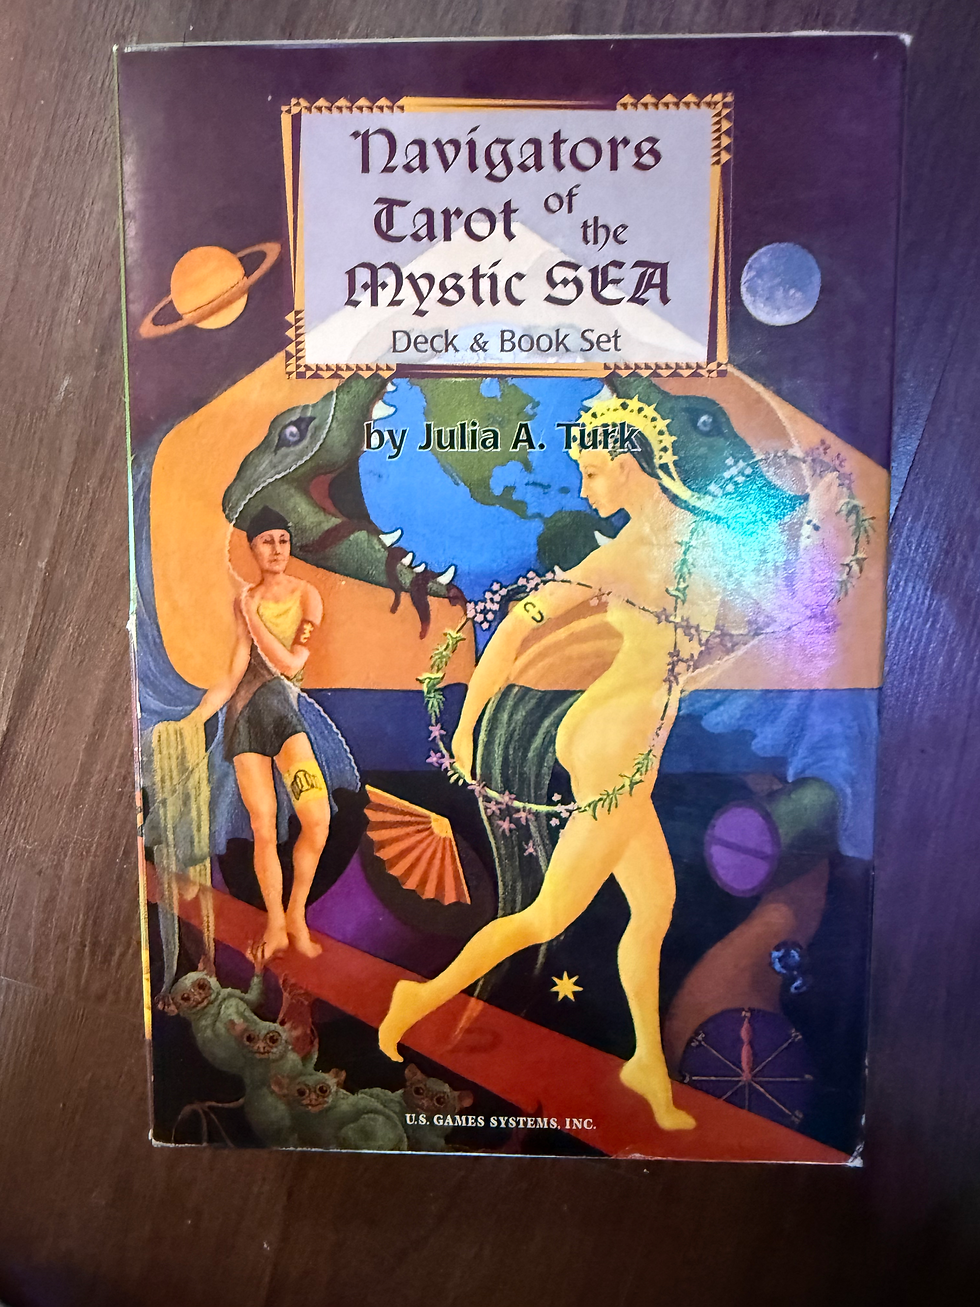 Navigators
Tarot of the
Mystic SEA
Deck & Book Set
by Julia A. Turk
U.S. GAMES SYSTEMS, INC.